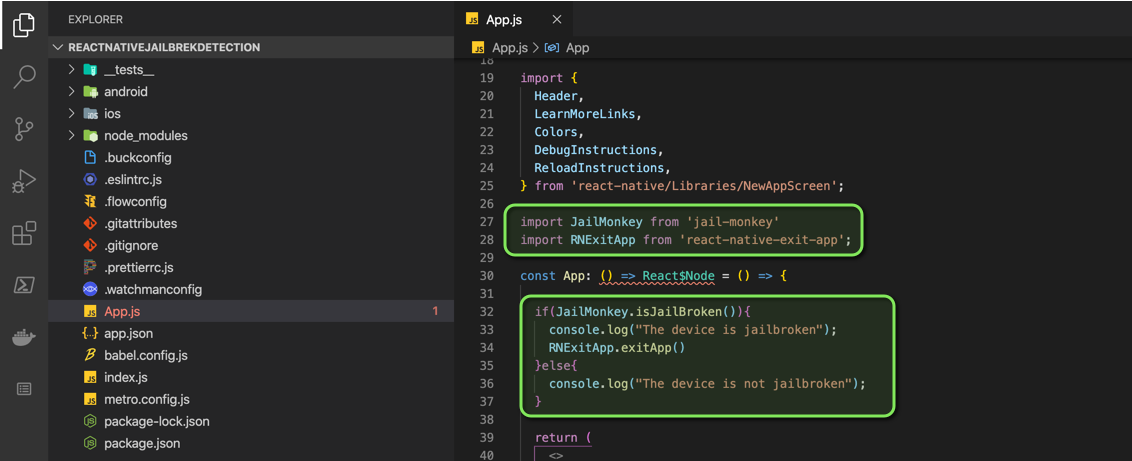 EXPLORER
REACTNATIVEJAILBREKDETECTION
__tests__
android
ios
node_modules
.buckconfig
.eslintrc.js
.flowconfig
.gitattributes
.gitignore
.prettierrc.js
.watchmanconfig
App.js 1
app.json
babel.config.js
index.js
metro.config.js
package-lock.json
package.json
JS App.js
JS App.js > App
18
19 import {
20 Header,
21 LearnMoreLinks,
22 Colors,
23 DebugInstructions,
24 ReloadInstructions,
25 } from 'react-native/Libraries/NewAppScreen';
26
27 import JailMonkey from 'jail-monkey'
28 import RNExitApp from 'react-native-exit-app';
29
30 const App: () => React$Node = () => {
31
32 if(JailMonkey.isJailBroken()){
33 console.log("The device is jailbroken");
34 RNExitApp.exitApp()
35 }else{
36 console.log("The device is not jailbroken");
37 }
38
39 return (
40 <>